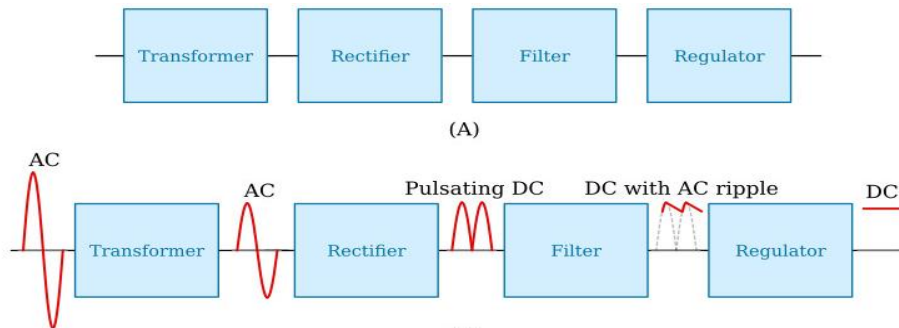 Transformer Rectifier Filter Regulator
(A)
AC AC Pulsating DC DC with AC ripple DC
Transformer Rectifier Filter Regulator